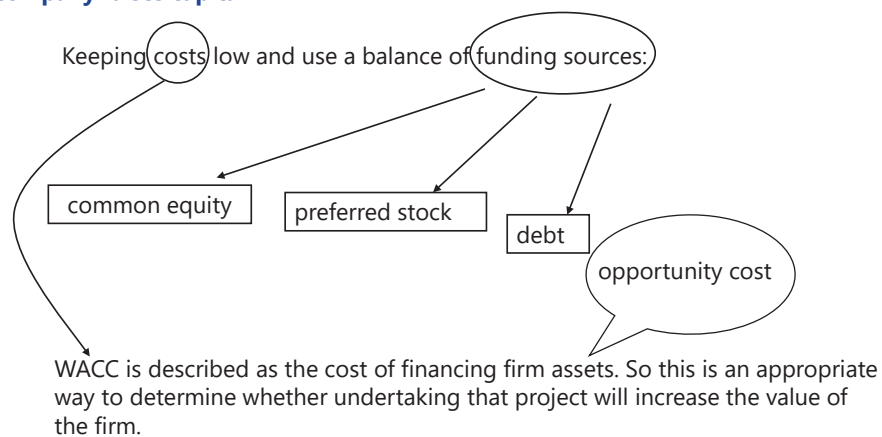 Keeping costs low and use a balance of funding sources:
common equity
preferred stock
debt
opportunity cost
WACC is described as the cost of financing firm assets. So this is an appropriate
way to determine whether undertaking that project will increase the value of
the firm.